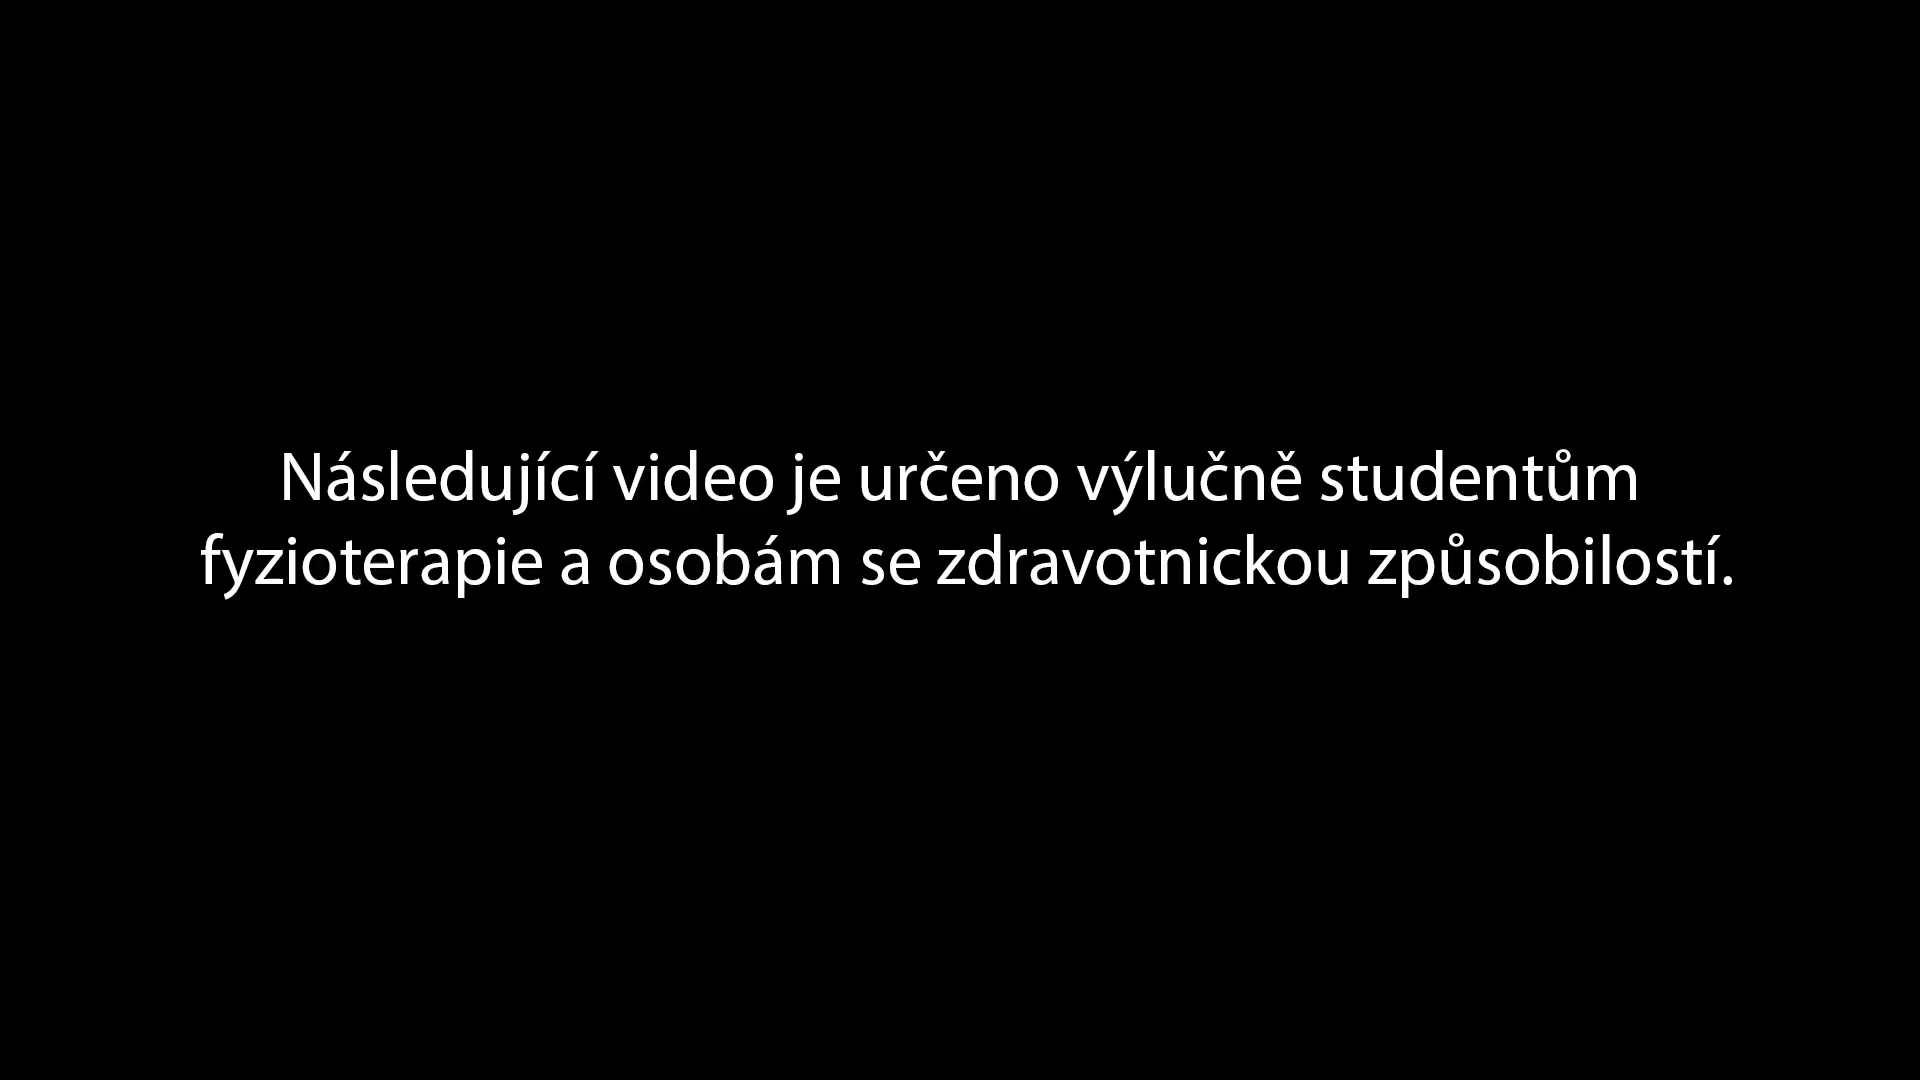 Následující video je určeno výlučně studentům
fyzioterapie a osobám se zdravotnickou způsobilostí.